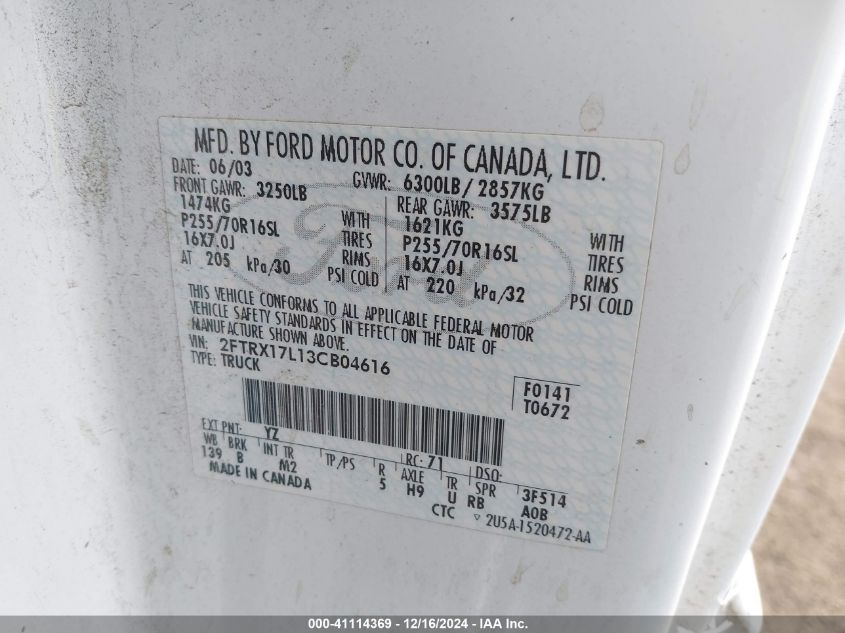 MFD. BY FORD MOTOR CO. OF CANADA, LTD.
DATE: 06/03 GVWR: 6300LB/ 2857KG
FRONT GAWR: 3250LB REAR GAWR: 3575LB
1474KG WITH 1621KG WITH
P255/70R16SL TIRES P255/70R16SL TIRES
16X7.0J RIMS 16X7.0J RIMS
AT 205 kPa/30 PSI COLD AT 220 kPa/32 PSI COLD
THIS VEHICLE CONFORMS TO ALL APPLICABLE FEDERAL MOTOR
VEHICLE SAFETY STANDARDS IN EFFECT ON THE DATE OF
MANUFACTURE SHOWN ABOVE.
VIN: 2FTRX17L13CB04616
TYPE: TRUCK
F0141
T0672
EXT PNT: YZ RC: 71 DSO:
WB BRK INT TR TP/PS R AXLE TR SPR 3F514
139 B M2 5 H9 U RB A0B
MADE IN CANADA CTC ▿ 2U5A-1520472-AA
Ford
000-41114369 - 12/16/2024 - IAA Inc.